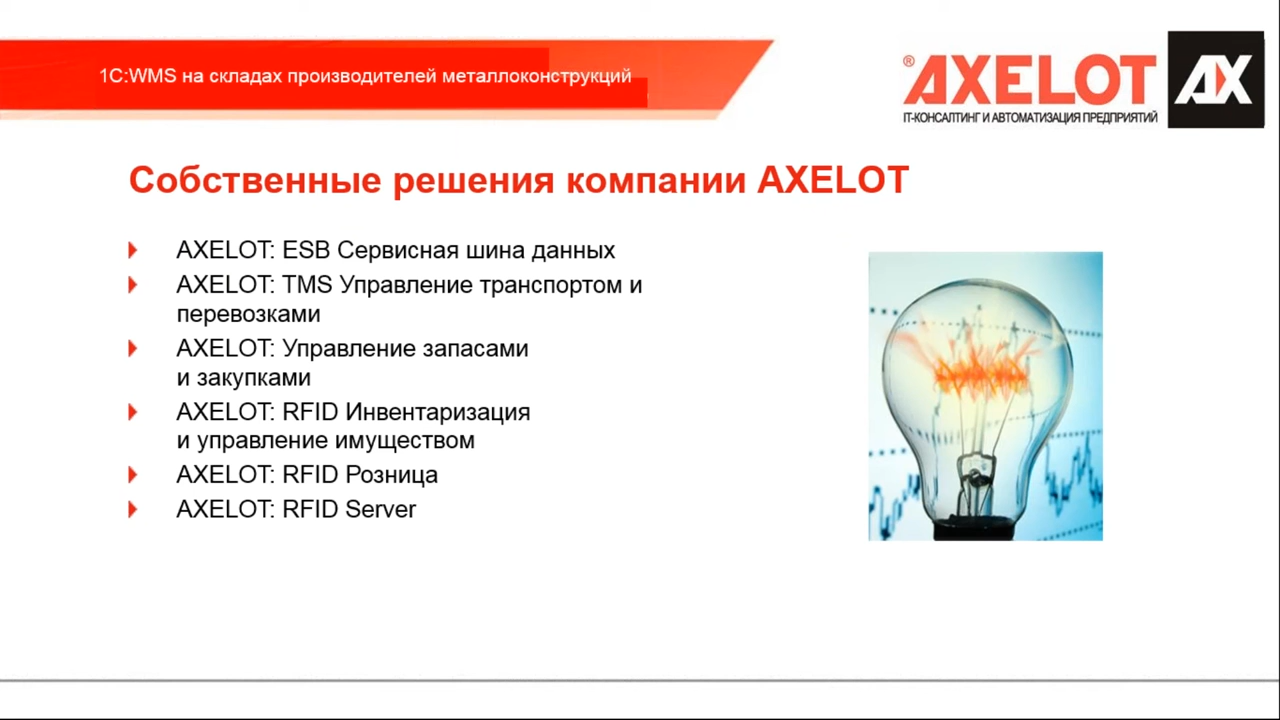 1С:WMS на складах производителей металлоконструкций
® AXELOT AX
IT-КОНСАЛТИНГ И АВТОМАТИЗАЦИЯ ПРЕДПРИЯТИЙ
Собственные решения компании AXELOT
AXELOT: ESB Сервисная шина данных
AXELOT: TMS Управление транспортом и
перевозками
AXELOT: Управление запасами
и закупками
AXELOT: RFID Инвентаризация
и управление имуществом
AXELOT: RFID Розница
AXELOT: RFID Server